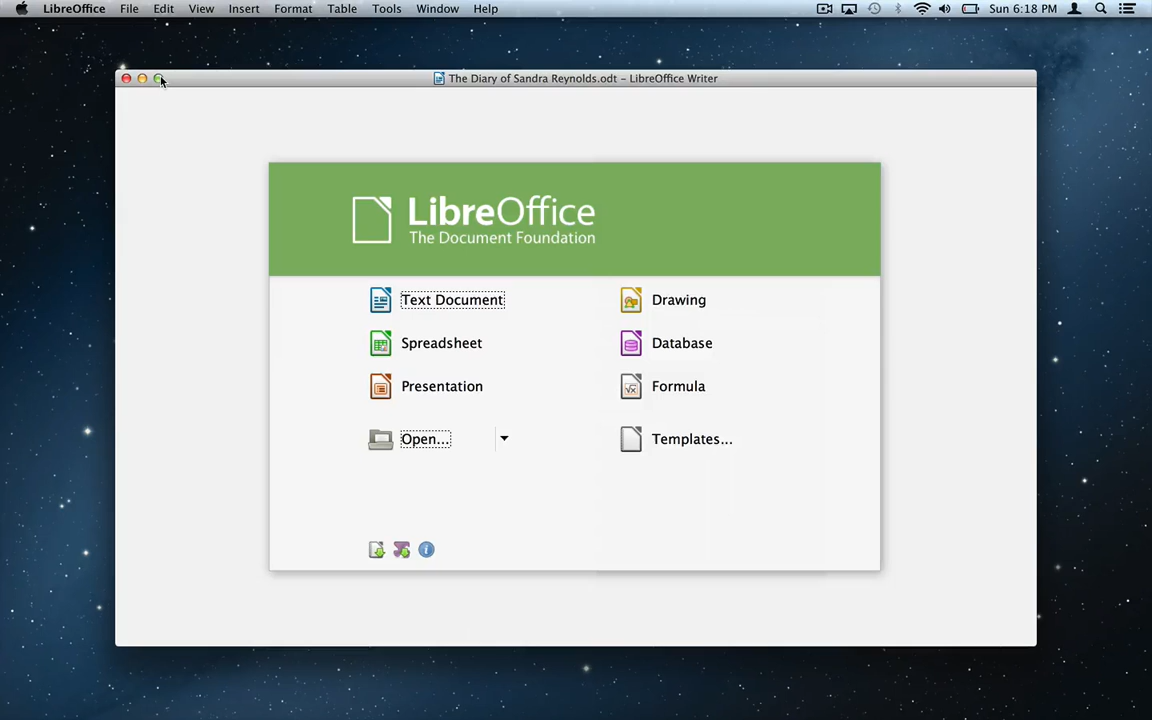 LibreOffice File Edit View Insert Format Table Tools Window Help Sun 6:18 PM
The Diary of Sandra Reynolds.odt – LibreOffice Writer
LibreOffice
The Document Foundation
Text Document
Drawing
Spreadsheet
Database
Presentation
Formula
Open...
Templates...